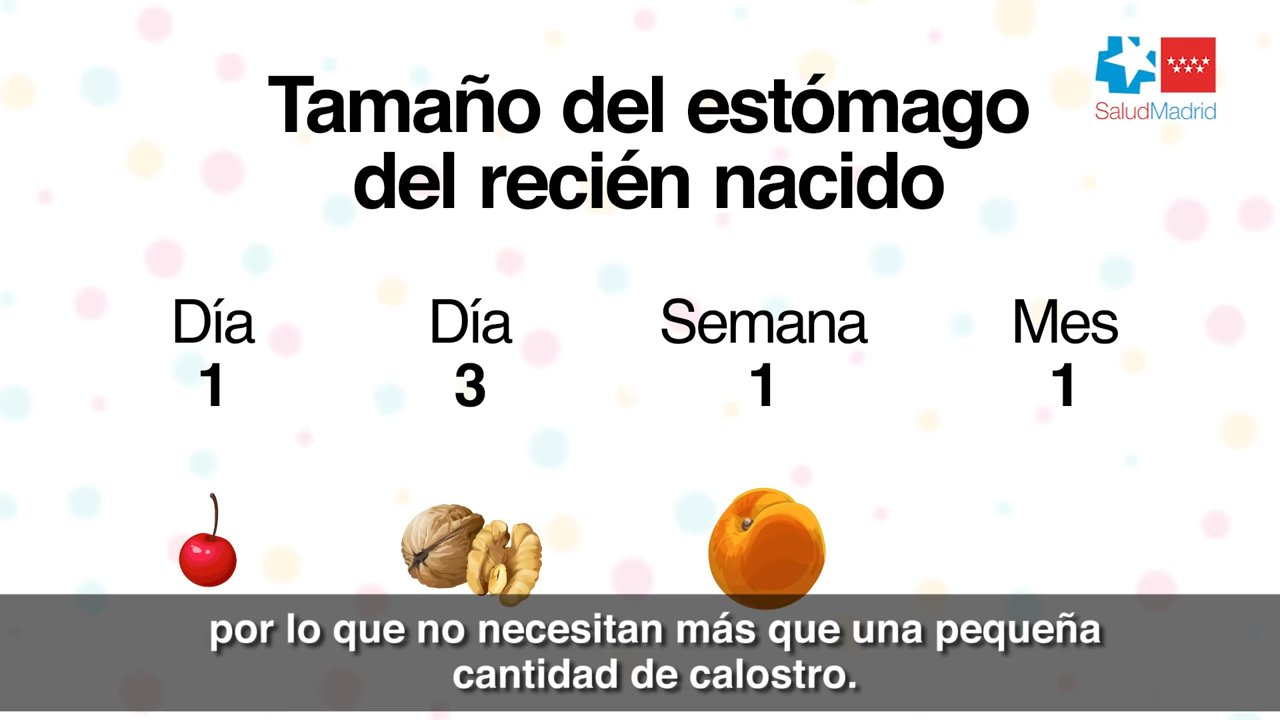 SaludMadrid
Tamaño del estómago
del recién nacido
Día
1
Día
3
Semana
1
Mes
1
por lo que no necesitan más que una pequeña
cantidad de calostro.